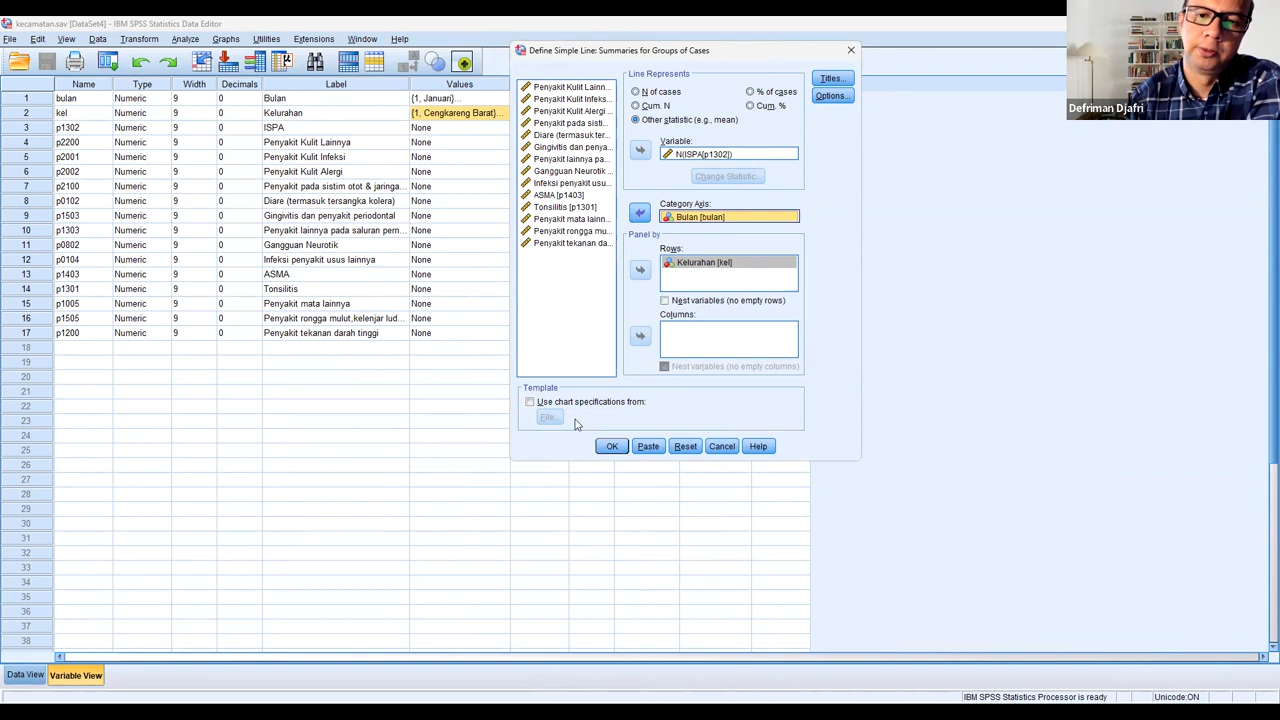 kecamatan.sav [DataSet4] - IBM SPSS Statistics Data Editor
File Edit View Data Transform Analyze Graphs Utilities Extensions Window Help
Name Type Width Decimals Label Values
1 bulan Numeric 9 0 Bulan {1, Januari}...
2 kel Numeric 9 0 Kelurahan {1, Cengkareng Barat}...
3 p1302 Numeric 9 0 ISPA None
4 p2200 Numeric 9 0 Penyakit Kulit Lainnya None
5 p2001 Numeric 9 0 Penyakit Kulit Infeksi None
6 p2002 Numeric 9 0 Penyakit Kulit Alergi None
7 p2100 Numeric 9 0 Penyakit pada sistim otot & jaringa... None
8 p0102 Numeric 9 0 Diare (termasuk tersangka kolera) None
9 p1503 Numeric 9 0 Gingivitis dan penyakit periodontal None
10 p1303 Numeric 9 0 Penyakit lainnya pada saluran pern... None
11 p0802 Numeric 9 0 Gangguan Neurotik None
12 p0104 Numeric 9 0 Infeksi penyakit usus lainnya None
13 p1403 Numeric 9 0 ASMA None
14 p1301 Numeric 9 0 Tonsilitis None
15 p1005 Numeric 9 0 Penyakit mata lainnya None
16 p1505 Numeric 9 0 Penyakit rongga mulut,kelenjar lud... None
17 p1200 Numeric 9 0 Penyakit tekanan darah tinggi None
18
19
20
21
22
23
24
25
26
27
28
29
30
31
32
33
34
35
36
37
38
Data View Variable View
IBM SPSS Statistics Processor is ready Unicode:ON
Define Simple Line: Summaries for Groups of Cases
Penyakit Kulit Lainn...
Penyakit Kulit Infeks...
Penyakit Kulit Alergi ...
Penyakit pada sisti...
Diare (termasuk ter...
Gingivitis dan penya...
Penyakit lainnya pa...
Gangguan Neurotik ...
Infeksi penyakit usu...
ASMA [p1403]
Tonsilitis [p1301]
Penyakit mata lainn...
Penyakit rongga mu...
Penyakit tekanan da...
Line Represents
N of cases % of cases
Cum. N Cum. %
Other statistic (e.g., mean)
Variable:
N(ISPA[p1302])
Change Statistic...
Category Axis:
Bulan [bulan]
Panel by
Rows:
Kelurahan [kel]
Nest variables (no empty rows)
Columns:
Nest variables (no empty columns)
Titles...
Options...
Template
Use chart specifications from:
File...
OK Paste Reset Cancel Help
Defriman Djafri